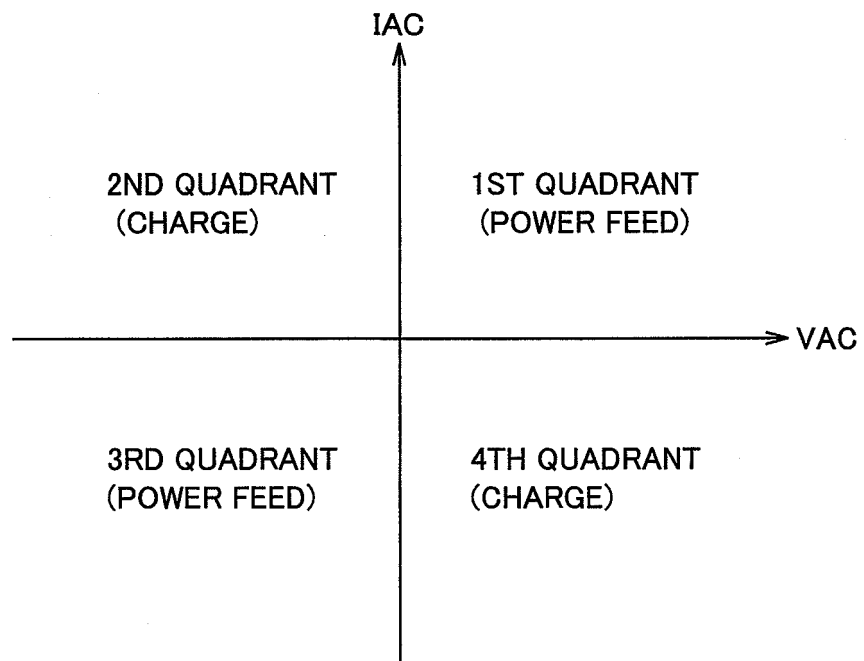 IAC
2ND QUADRANT
(CHARGE)
1ST QUADRANT
(POWER FEED)
VAC
3RD QUADRANT
(POWER FEED)
4TH QUADRANT
(CHARGE)